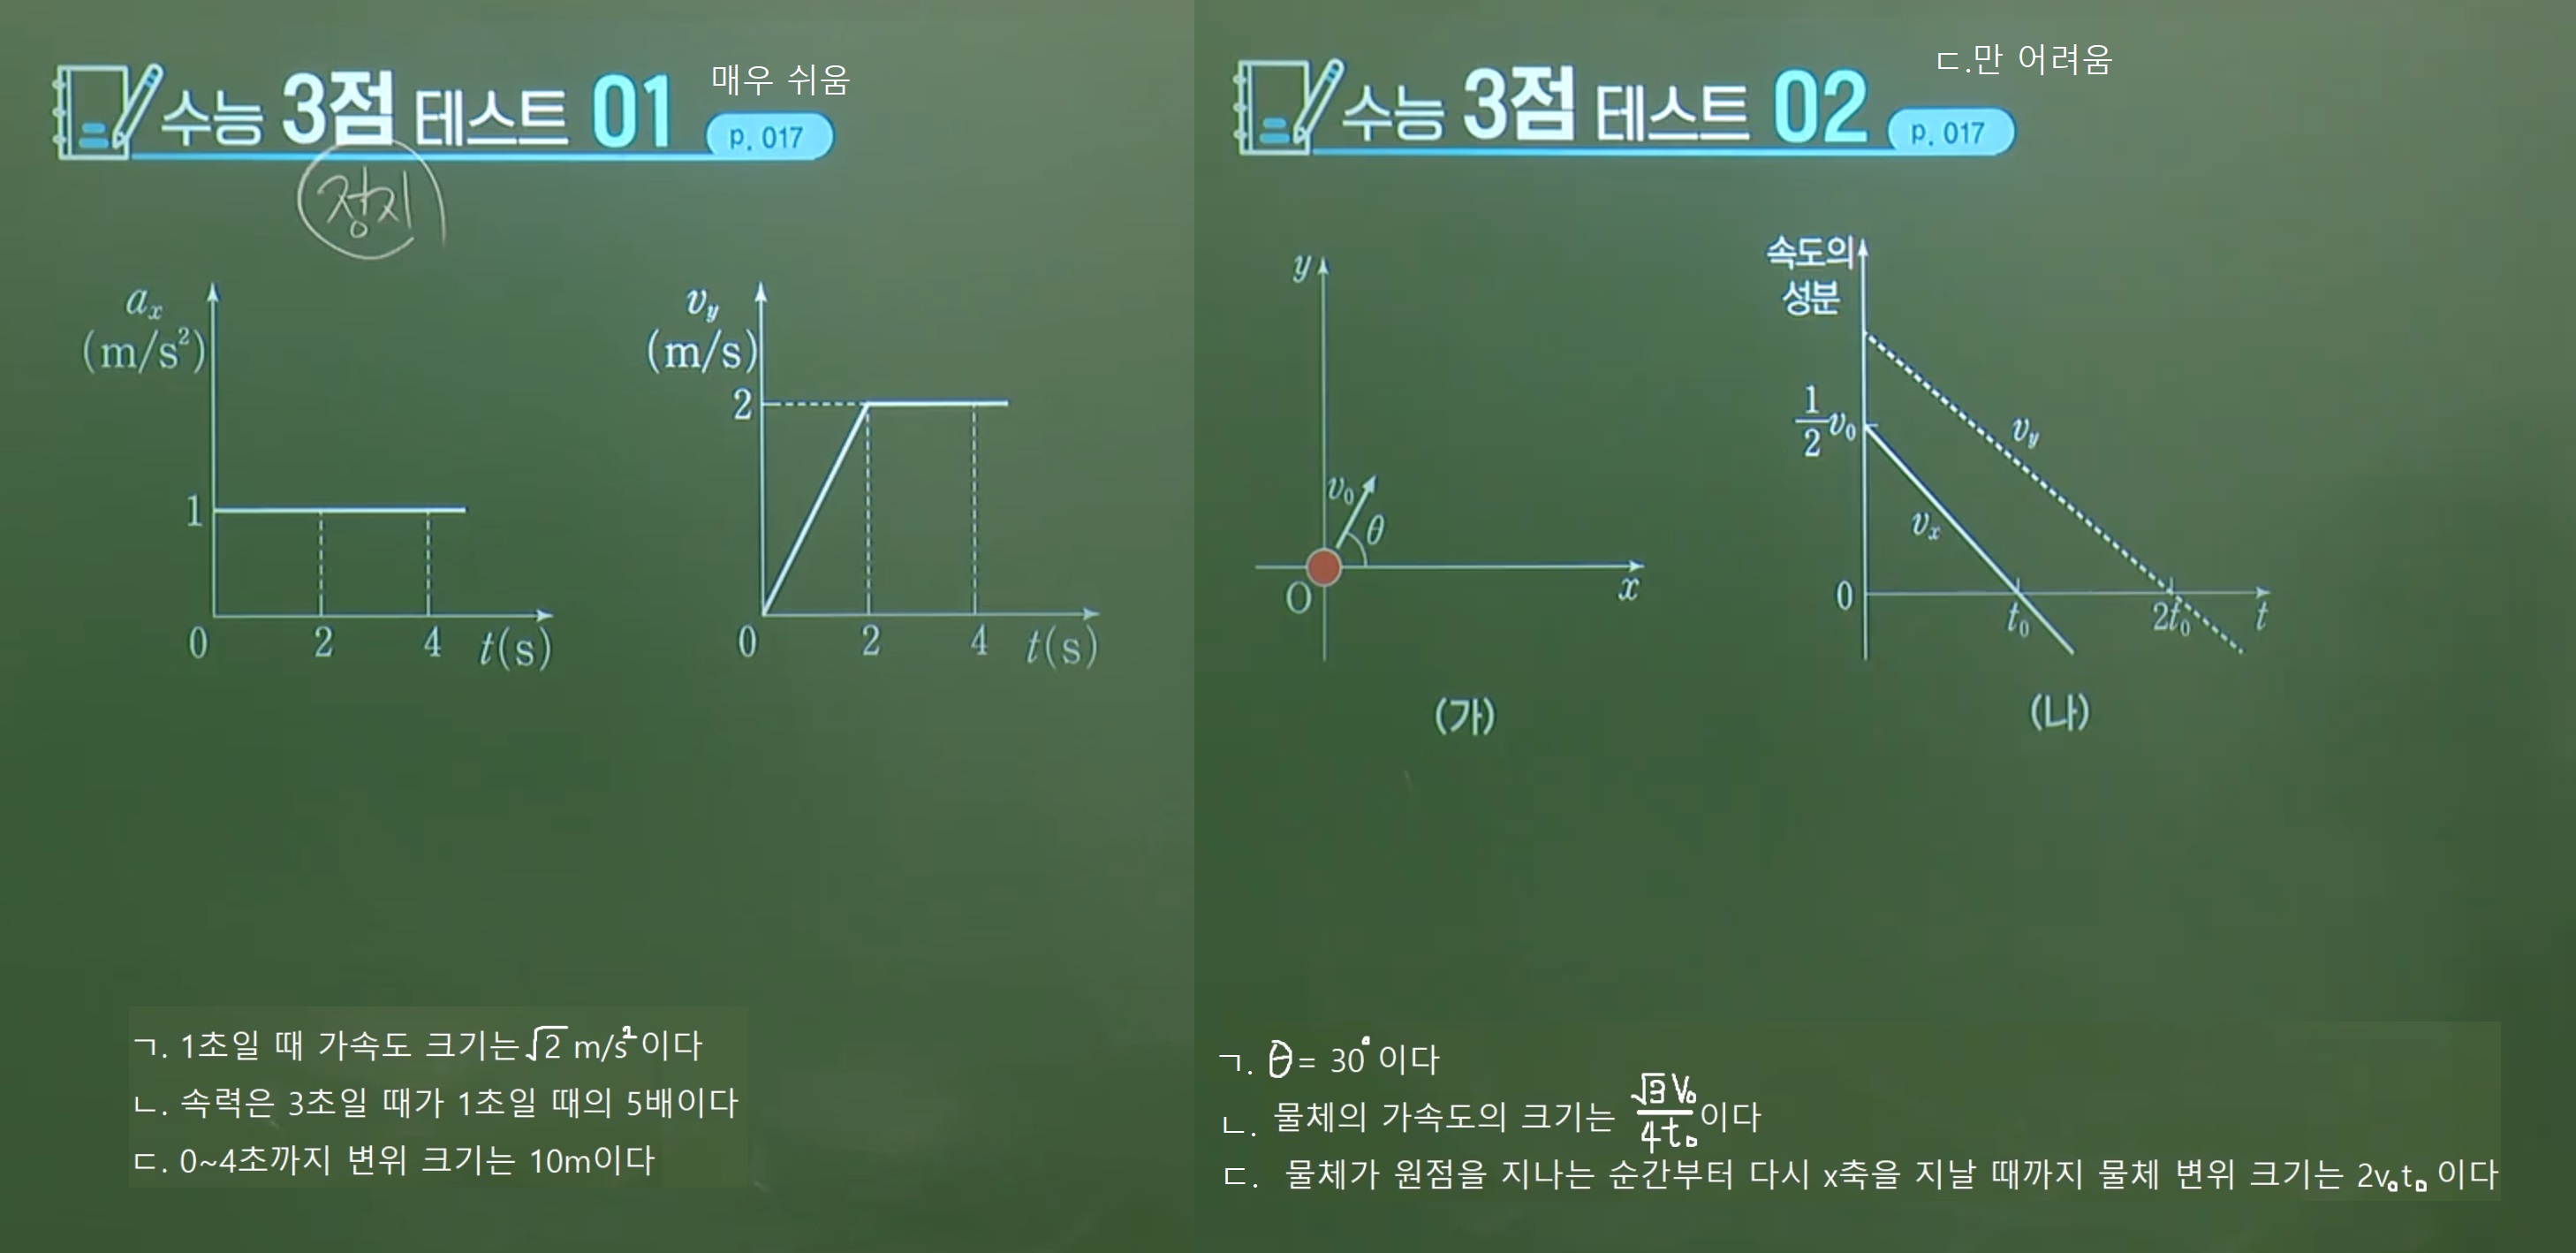 수능 3점 테스트 01
매우 쉬움
p. 017
정지
aₓ
(m/s²)
1
0 2 4 t(s)
v_y
(m/s)
2
0 2 4 t(s)
ㄱ. 1초일 때 가속도 크기는 √2 m/s² 이다
ㄴ. 속력은 3초일 때가 1초일 때의 5배이다
ㄷ. 0~4초까지 변위 크기는 10m이다
수능 3점 테스트 02
ㄷ.만 어려움
p. 017
y
v₀
θ
O
x
(가)
속도의
성분
1/2 v₀
v_y
vₓ
0 t₀ 2t₀ t
(나)
ㄱ. θ = 30° 이다
ㄴ. 물체의 가속도의 크기는 √3 V₀/4t₀ 이다
ㄷ. 물체가 원점을 지나는 순간부터 다시 x축을 지날 때까지 물체 변위 크기는 2v₀t₀ 이다